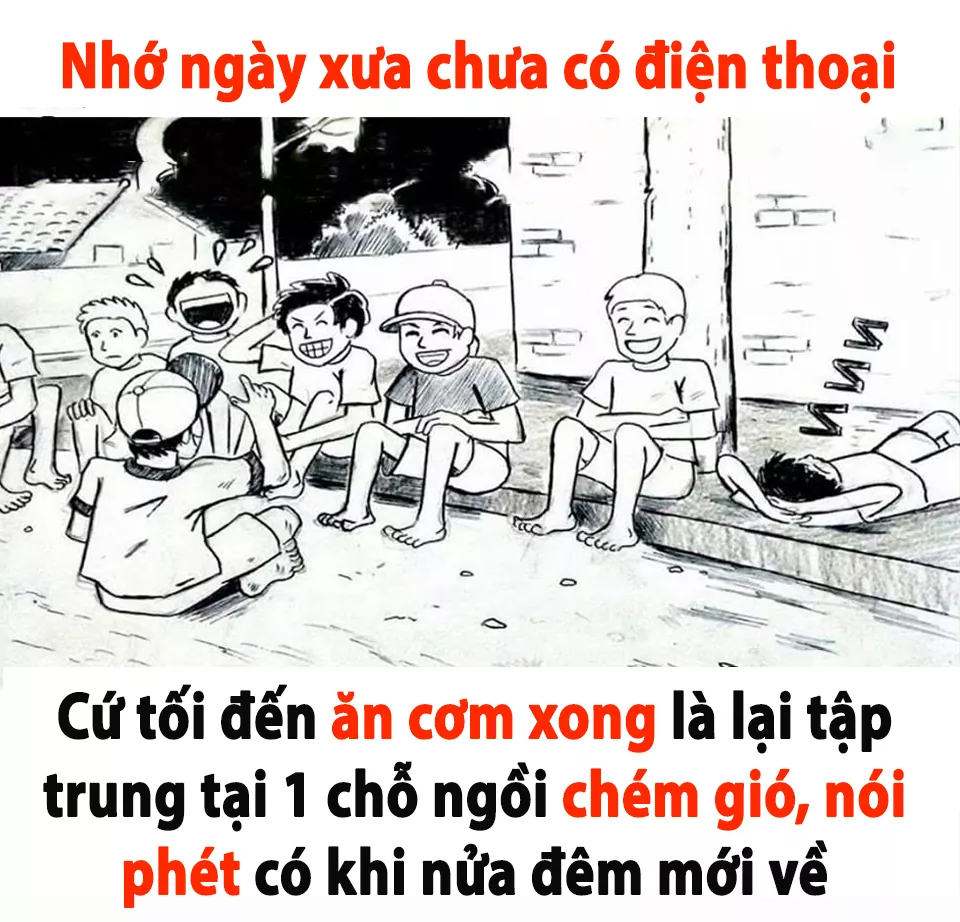 Nhớ ngày xưa chưa có điện thoại
ZZZZ
Cứ tối đến ăn cơm xong là lại tập
trung tại 1 chỗ ngồi chém gió, nói
phét có khi nửa đêm mới về